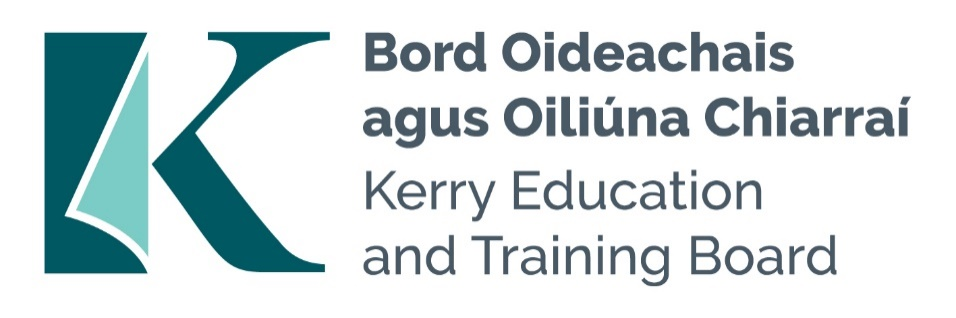 Bord Oideachais
agus Oiliúna Chiarraí
Kerry Education
and Training Board